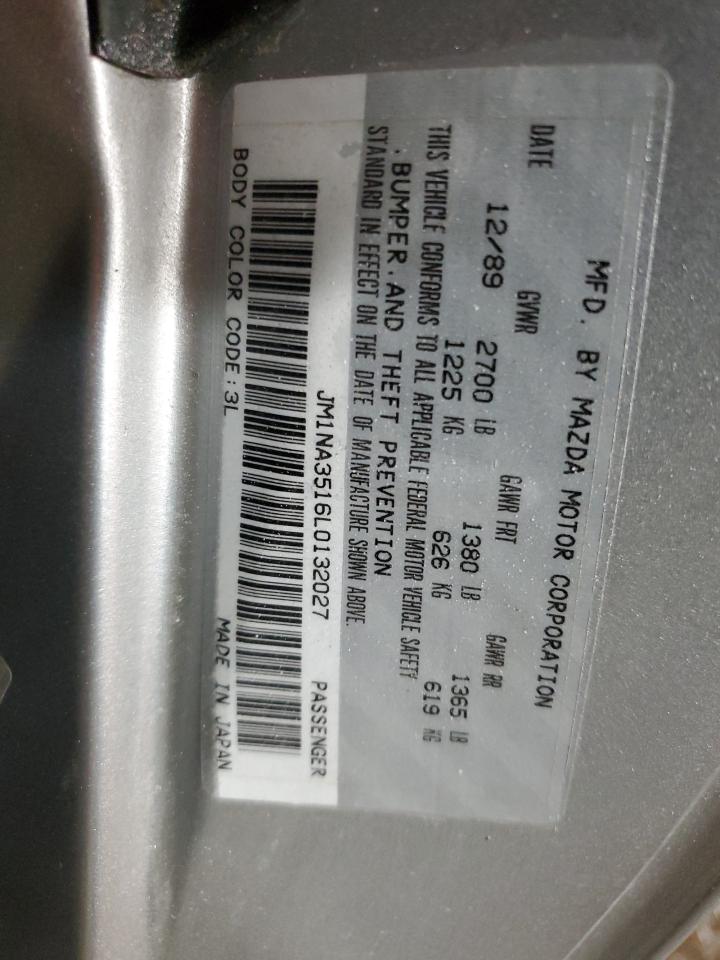 MFD. BY MAZDA MOTOR CORPORATION
DATE GVWR GAWR FRT GAWR RR
12/89 2700 LB 1380 LB 1365 LB
1225 KG 626 KG 619 KG
THIS VEHICLE CONFORMS TO ALL APPLICABLE FEDERAL MOTOR VEHICLE SAFETY
, BUMPER.AND THEFT PREVENTION
STANDARD IN EFFECT ON THE DATE OF MANUFACTURE SHOWN ABOVE.
JM1NA3516L0132027 PASSENGER
BODY COLOR CODE:3L MADE IN JAPAN